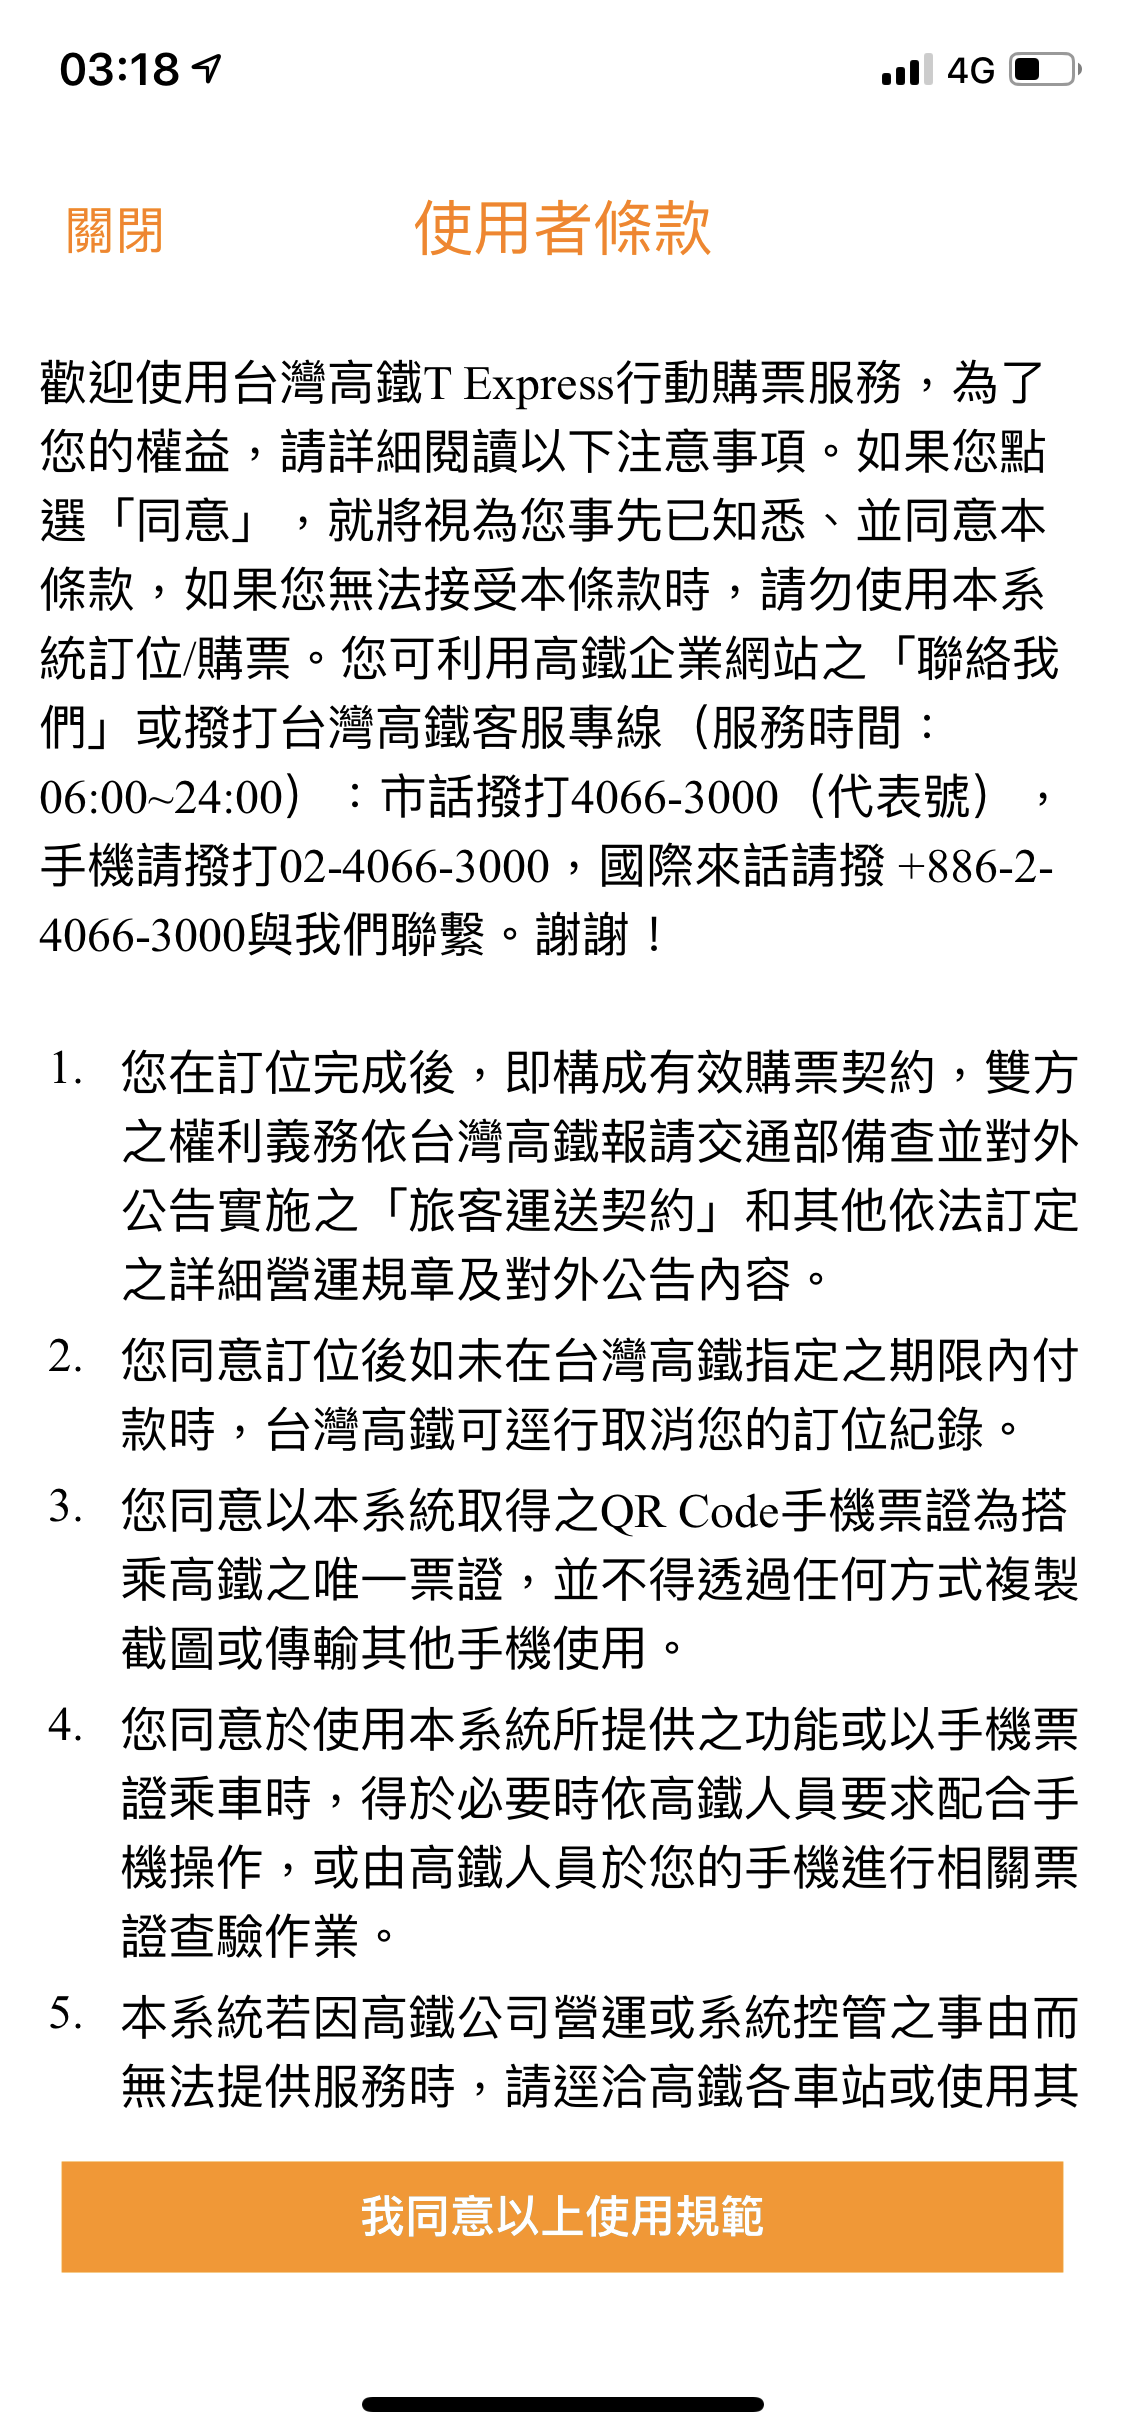 03:18
4G
關閉
使用者條款
歡迎使用台灣高鐵T Express行動購票服務，為了
您的權益，請詳細閱讀以下注意事項。如果您點
選「同意」，就將視為您事先已知悉、並同意本
條款，如果您無法接受本條款時，請勿使用本系
統訂位/購票。您可利用高鐵企業網站之「聯絡我
們」或撥打台灣高鐵客服專線（服務時間：
06:00~24:00）：市話撥打4066-3000（代表號），
手機請撥打02-4066-3000，國際來話請撥 +886-2-
4066-3000與我們聯繫。謝謝！
1. 您在訂位完成後，即構成有效購票契約，雙方
之權利義務依台灣高鐵報請交通部備查並對外
公告實施之「旅客運送契約」和其他依法訂定
之詳細營運規章及對外公告內容。
2. 您同意訂位後如未在台灣高鐵指定之期限內付
款時，台灣高鐵可逕行取消您的訂位紀錄。
3. 您同意以本系統取得之QR Code手機票證為搭
乘高鐵之唯一票證，並不得透過任何方式複製
截圖或傳輸其他手機使用。
4. 您同意於使用本系統所提供之功能或以手機票
證乘車時，得於必要時依高鐵人員要求配合手
機操作，或由高鐵人員於您的手機進行相關票
證查驗作業。
5. 本系統若因高鐵公司營運或系統控管之事由而
無法提供服務時，請逕洽高鐵各車站或使用其
我同意以上使用規範